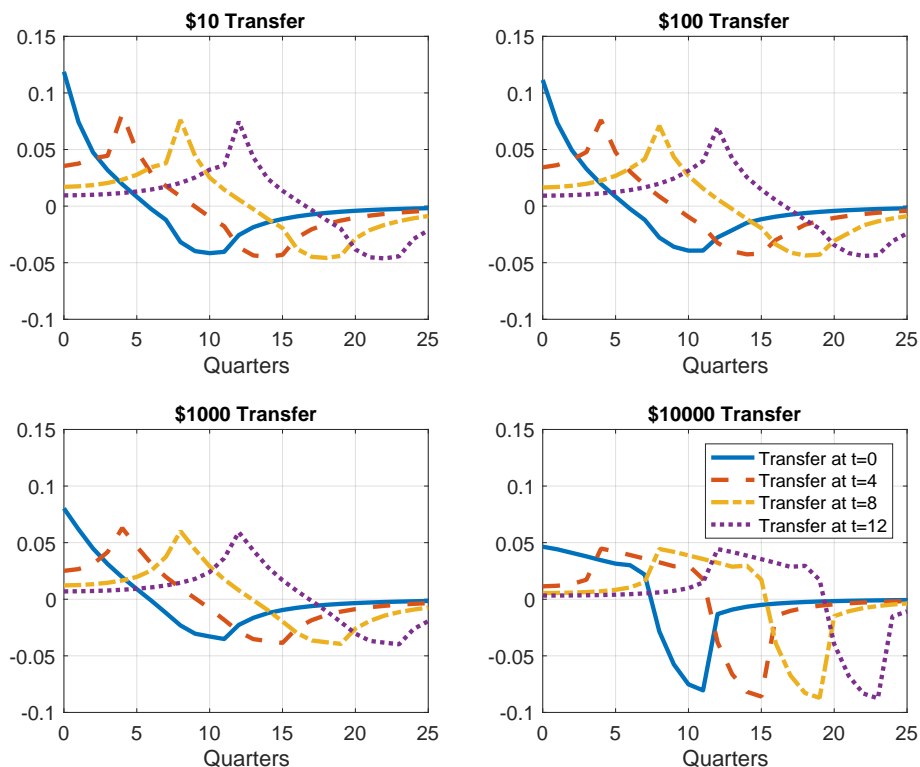 $10 Transfer
0.15
0.1
0.05
0
-0.05
-0.1
0 5 10 15 20 25
Quarters
$100 Transfer
0.15
0.1
0.05
0
-0.05
-0.1
0 5 10 15 20 25
Quarters
$1000 Transfer
0.15
0.1
0.05
0
-0.05
-0.1
0 5 10 15 20 25
Quarters
$10000 Transfer
0.15
0.1
0.05
0
-0.05
-0.1
Transfer at t=0
Transfer at t=4
Transfer at t=8
Transfer at t=12
0 5 10 15 20 25
Quarters